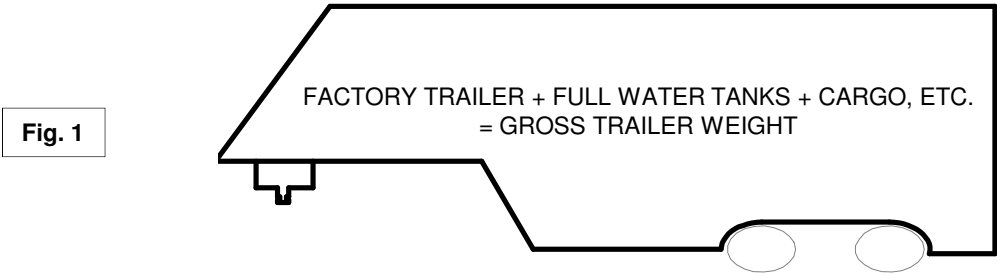 FACTORY TRAILER + FULL WATER TANKS + CARGO, ETC.
= GROSS TRAILER WEIGHT
Fig. 1